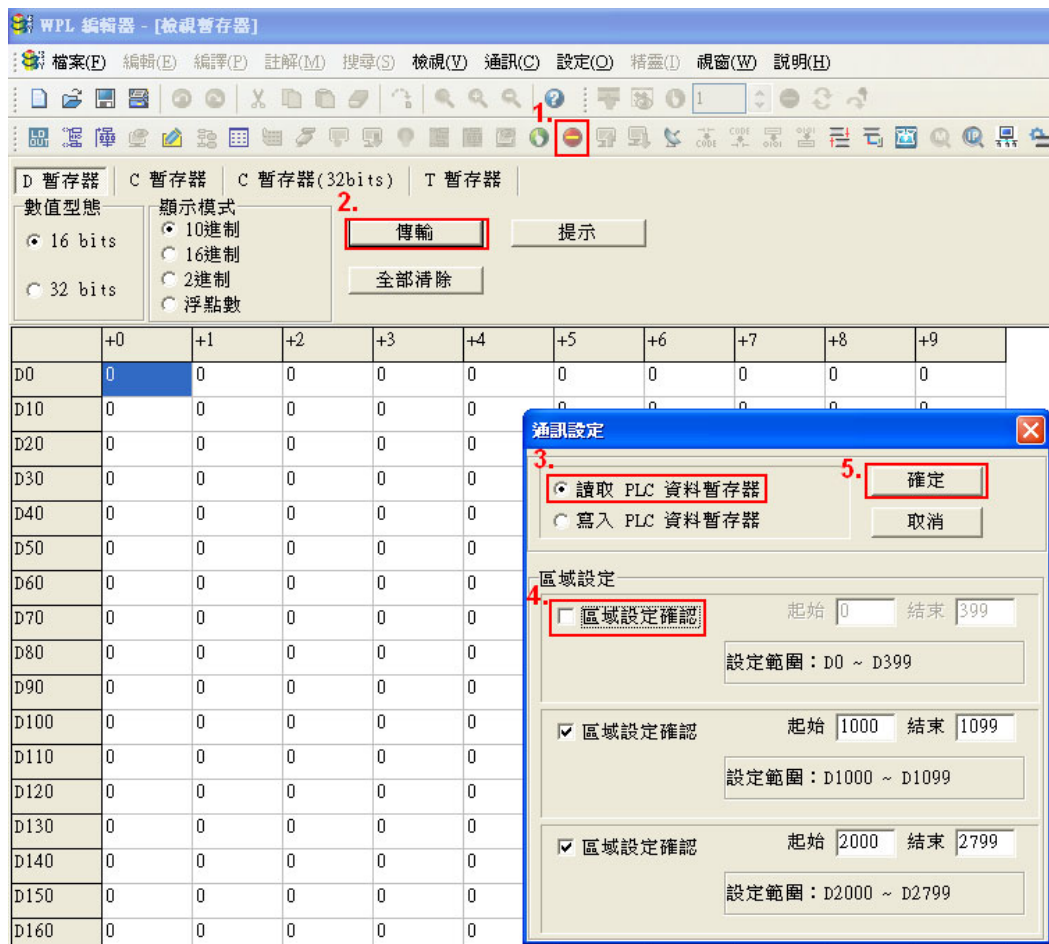 WPL 編輯器 - [檢視暫存器]
檔案(F) 編輯(E) 編譯(P) 註解(M) 搜尋(S) 檢視(V) 通訊(C) 設定(O) 精靈(I) 視窗(W) 說明(H)
1
1.
D 暫存器 C 暫存器 C 暫存器(32bits) T 暫存器
數值型態 顯示模式 2.
16 bits 10進制 傳輸 提示
16進制
32 bits 2進制 全部清除
浮點數
+0 +1 +2 +3 +4 +5 +6 +7 +8 +9
D0 0 0 0 0 0 0 0 0 0 0
D10 0 0 0 0 0 0 0 0 0 0
D20 0 0 0 0 0
D30 0 0 0 0 0
D40 0 0 0 0 0
D50 0 0 0 0 0
D60 0 0 0 0 0
D70 0 0 0 0 0
D80 0 0 0 0 0
D90 0 0 0 0 0
D100 0 0 0 0 0
D110 0 0 0 0 0
D120 0 0 0 0 0
D130 0 0 0 0 0
D140 0 0 0 0 0
D150 0 0 0 0 0
D160 0 0 0 0 0
通訊設定
3. 5.
讀取 PLC 資料暫存器 確定
寫入 PLC 資料暫存器 取消
區域設定
4.
區域設定確認 起始 0 結束 399
設定範圍：D0 ~ D399
區域設定確認 起始 1000 結束 1099
設定範圍：D1000 ~ D1099
區域設定確認 起始 2000 結束 2799
設定範圍：D2000 ~ D2799